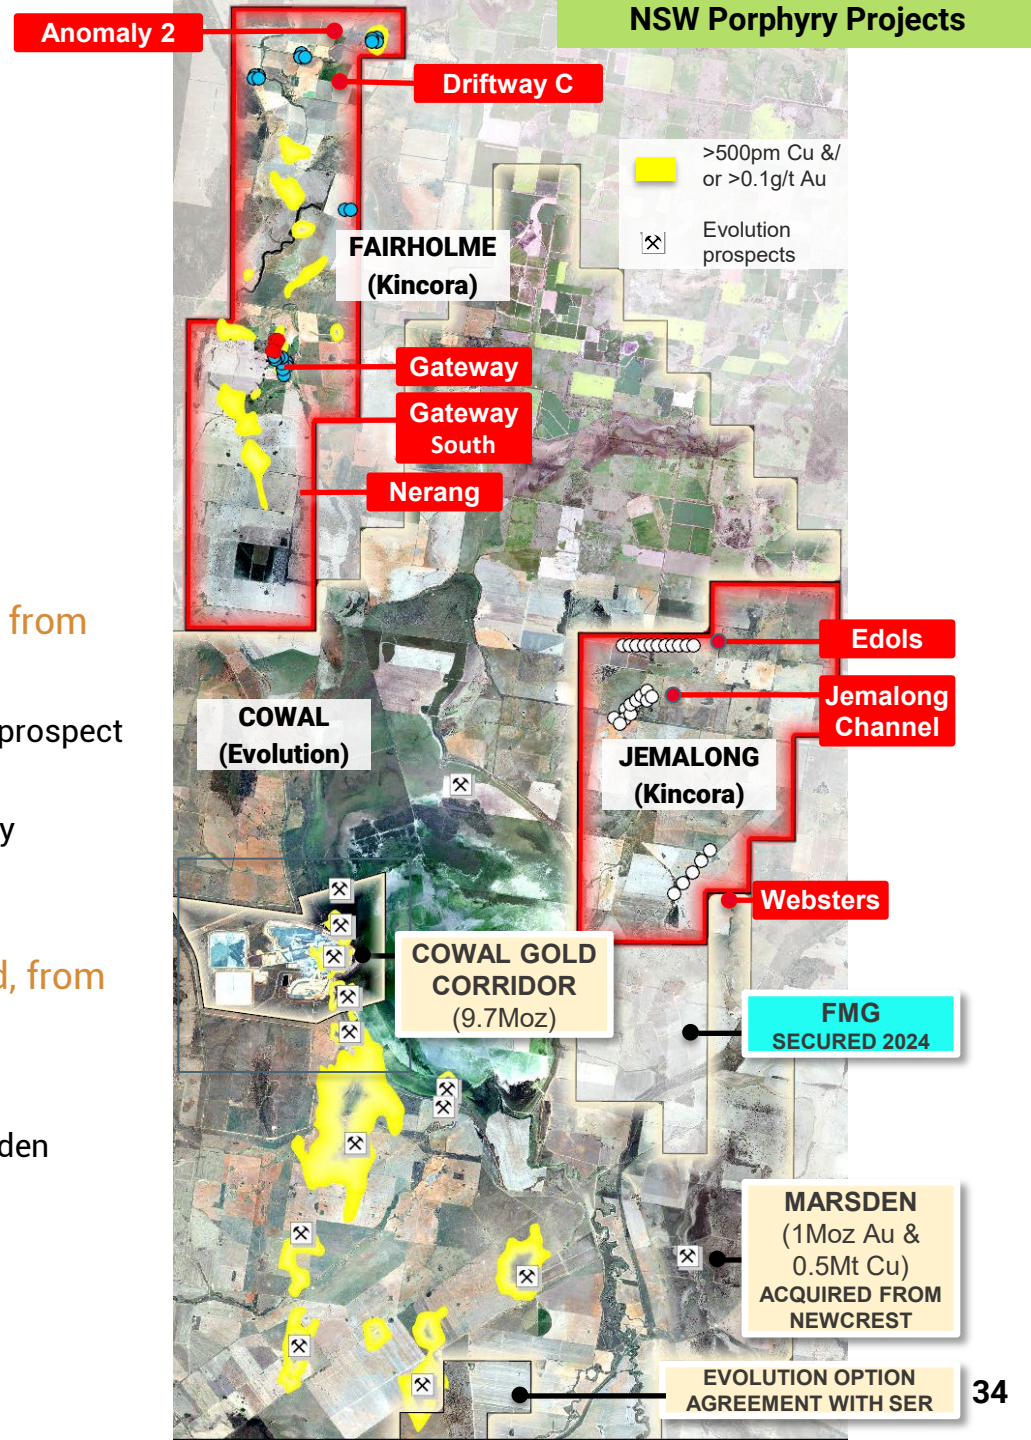 NSW Porphyry Projects
Anomaly 2
Driftway C
>500pm Cu &/
or >0.1g/t Au
Evolution
prospects
FAIRHOLME
(Kincora)
Gateway
Gateway
South
Nerang
from
Edols
prospect
Jemalong
Channel
COWAL
(Evolution)
JEMALONG
(Kincora)
y
Websters
d, from
COWAL GOLD
CORRIDOR
(9.7Moz)
FMG
SECURED 2024
den
MARSDEN
(1Moz Au &
0.5Mt Cu)
ACQUIRED FROM
NEWCREST
EVOLUTION OPTION
AGREEMENT WITH SER
34